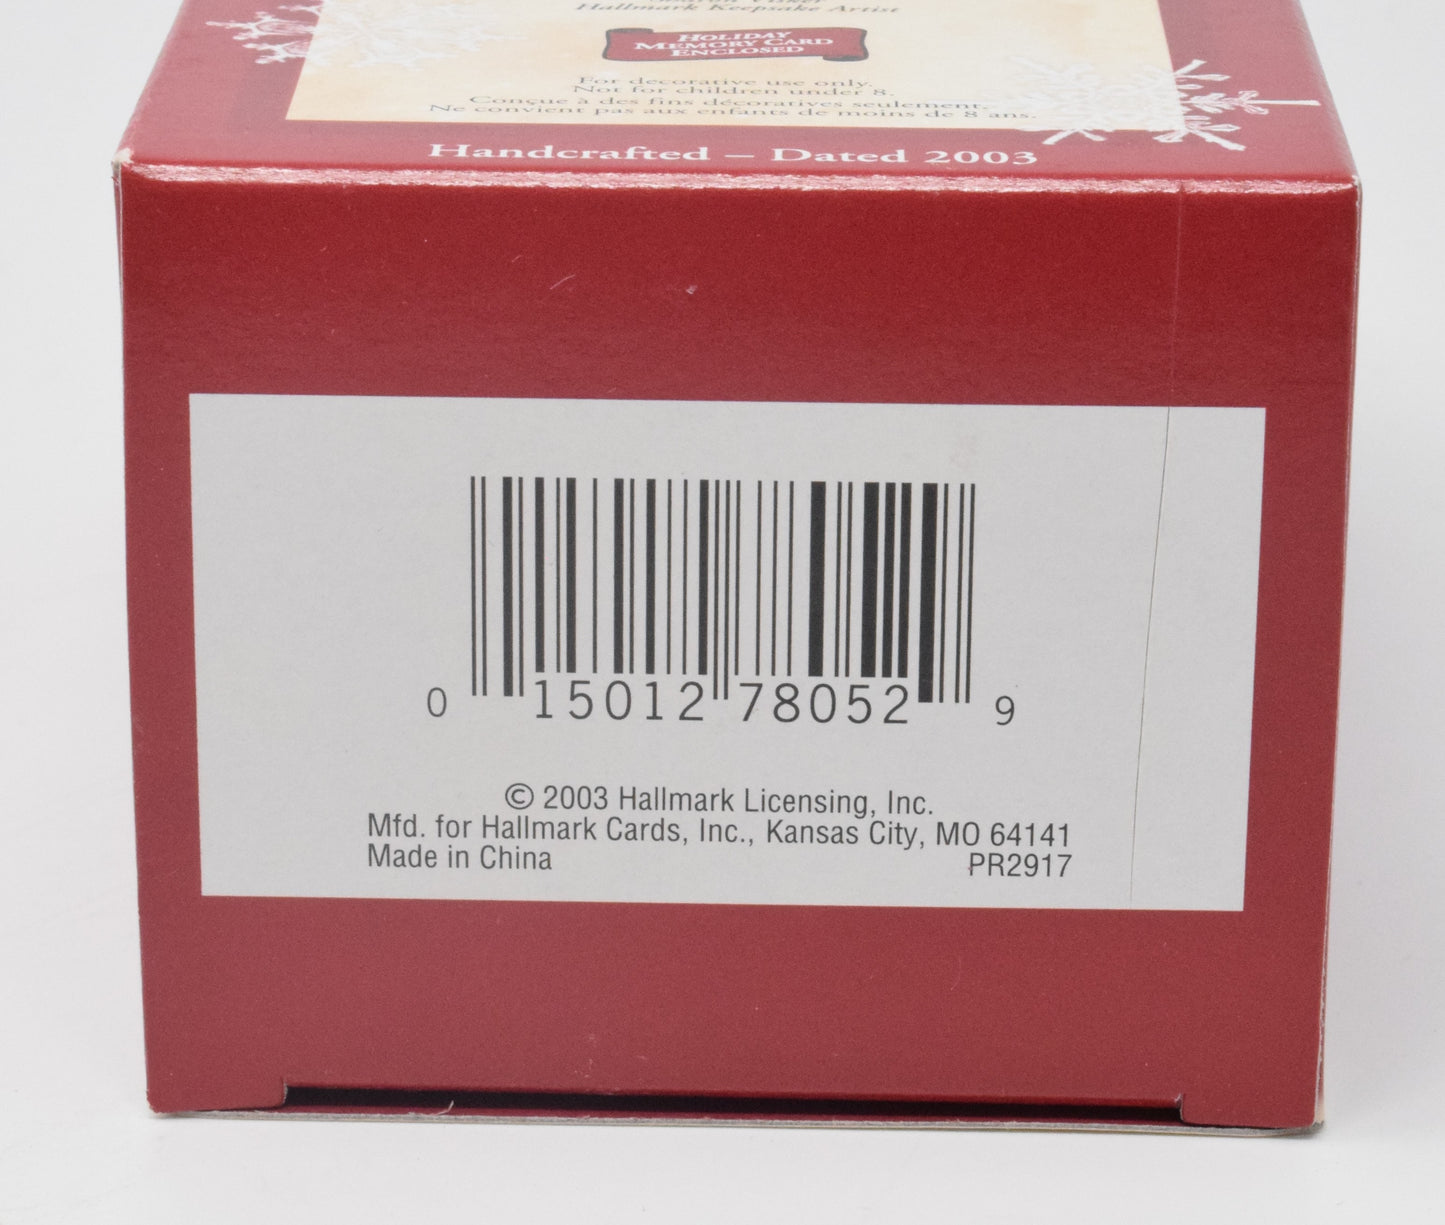 Sharon Visker
Hallmark Keepsake Artist
HOLIDAY
MEMORY CARD
ENCLOSED
For decorative use only.
Not for children under 8.
Conçue à des fins décoratives seulement.
Ne convient pas aux enfants de moins de 8 ans.
Handcrafted – Dated 2003
0 15012 78052 9
© 2003 Hallmark Licensing, Inc.
Mfd. for Hallmark Cards, Inc., Kansas City, MO 64141
Made in China PR2917